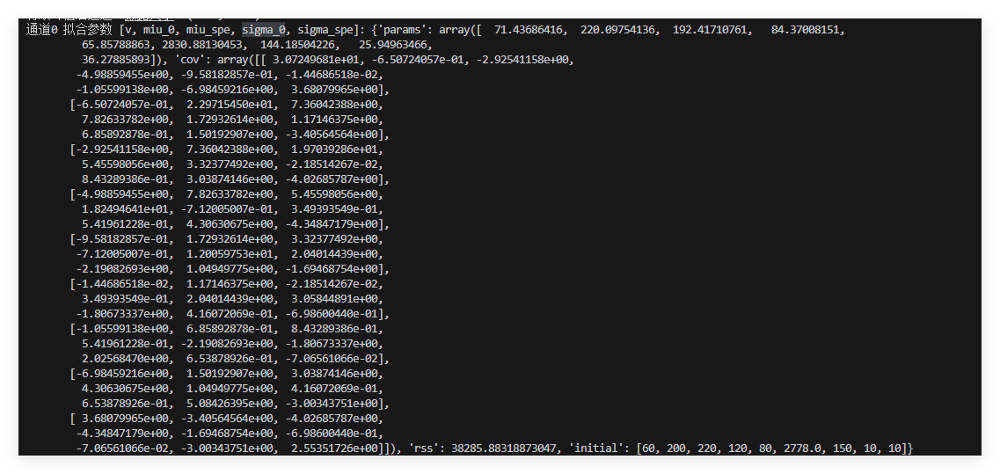 通道0 拟合参数 [v, miu_0, miu_spe, sigma_0, sigma_spe]: {'params': array([ 71.43686416, 220.09754136, 192.41710761, 84.37008151,
65.85788863, 2830.88130453, 144.18504226, 25.94963466,
36.27885893]), 'cov': array([[ 3.07249681e+01, -6.50724057e-01, -2.92541158e+00,
-4.98859455e+00, -9.58182857e-01, -1.44686518e-02,
-1.05599138e+00, -6.98459216e+00, 3.68079965e+00],
[-6.50724057e-01, 2.29715450e+01, 7.36042388e+00,
7.82633782e+00, 1.72932614e+00, 1.17146375e+00,
6.85892878e-01, 1.50192907e+00, -3.40564564e+00],
[-2.92541158e+00, 7.36042388e+00, 1.97039286e+01,
5.45598056e+00, 3.32377492e+00, -2.18514267e-02,
8.43289386e-01, 3.03874146e+00, -4.02685787e+00],
[-4.98859455e+00, 7.82633782e+00, 5.45598056e+00,
1.82494641e+01, -7.12005007e-01, 3.49393549e-01,
5.41961228e-01, 4.30630675e+00, -4.34847179e+00],
[-9.58182857e-01, 1.72932614e+00, 3.32377492e+00,
-7.12005007e-01, 1.20059753e+01, 2.04014439e+00,
-2.19082693e+00, 1.04949775e+00, -1.69468754e+00],
[-1.44686518e-02, 1.17146375e+00, -2.18514267e-02,
3.49393549e-01, 2.04014439e+00, 3.05844891e+00,
-1.80673337e+00, 4.16072069e-01, -6.98600440e-01],
[-1.05599138e+00, 6.85892878e-01, 8.43289386e-01,
5.41961228e-01, -2.19082693e+00, -1.80673337e+00,
2.02568470e+00, 6.53878926e-01, -7.06561066e-02],
[-6.98459216e+00, 1.50192907e+00, 3.03874146e+00,
4.30630675e+00, 1.04949775e+00, 4.16072069e-01,
6.53878926e-01, 5.08426395e+00, -3.00343751e+00],
[ 3.68079965e+00, -3.40564564e+00, -4.02685787e+00,
-4.34847179e+00, -1.69468754e+00, -6.98600440e-01,
-7.06561066e-02, -3.00343751e+00, 2.55351726e+00]]), 'rss': 38285.88318873047, 'initial': [60, 200, 220, 120, 80, 2778.0, 150, 10, 10]}